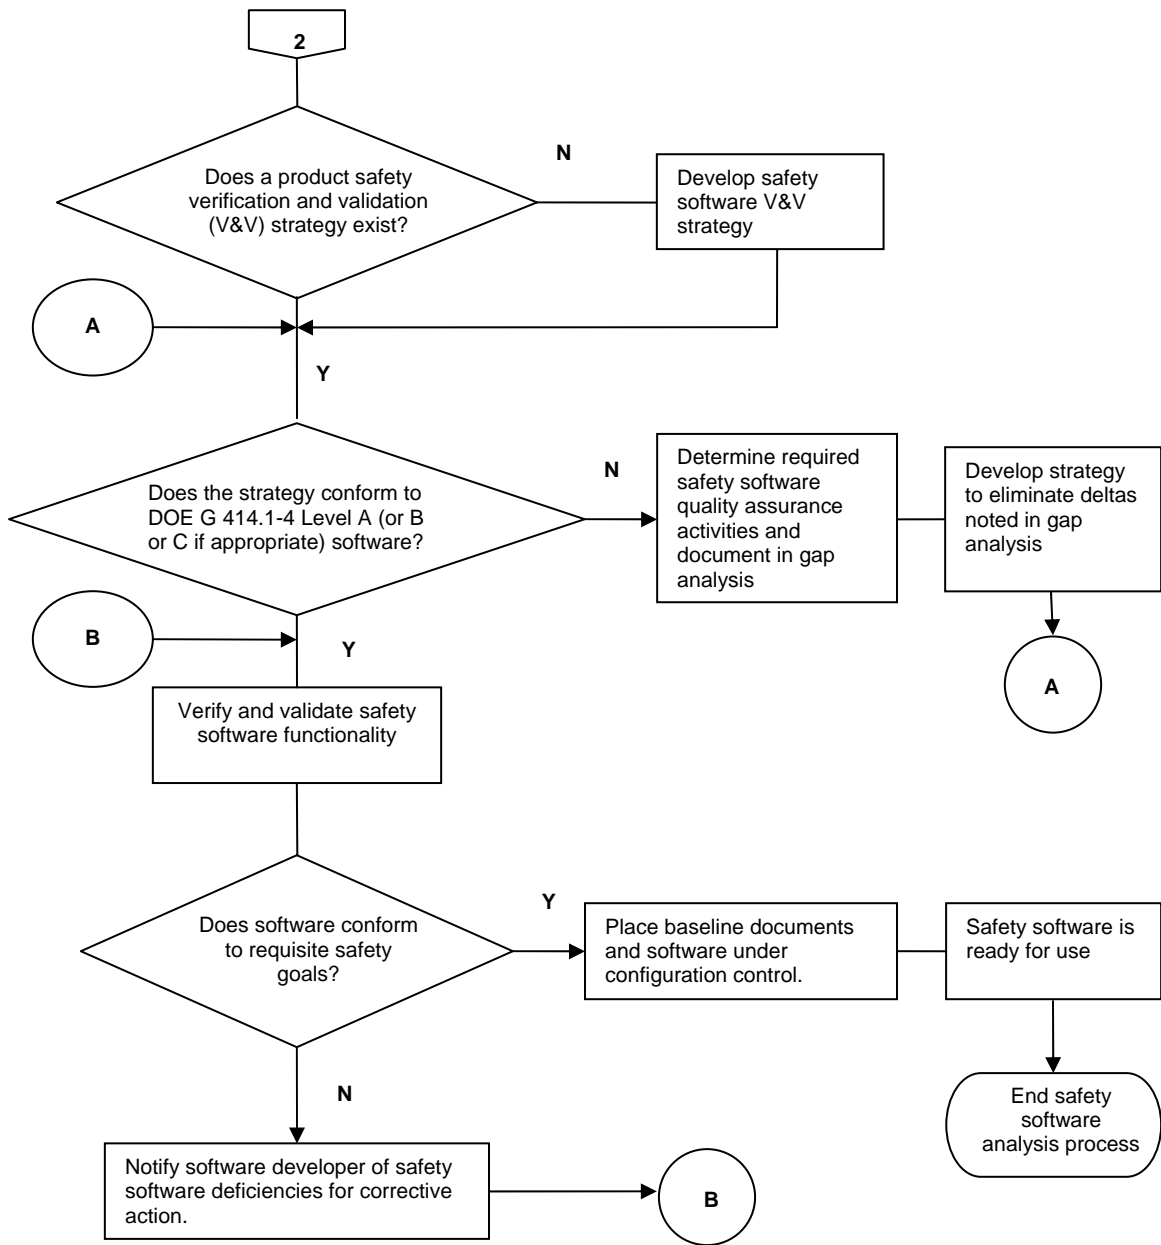 2
Does a product safety
verification and validation
(V&V) strategy exist?
N
Develop safety
software V&V
strategy
A
Y
Does the strategy conform to
DOE G 414.1-4 Level A (or B
or C if appropriate) software?
N
Determine required
safety software
quality assurance
activities and
document in gap
analysis
Develop strategy
to eliminate deltas
noted in gap
analysis
B
Y
A
Verify and validate safety
software functionality
Does software conform
to requisite safety
goals?
Y
Place baseline documents
and software under
configuration control.
Safety software is
ready for use
N
End safety
software
analysis process
Notify software developer of safety
software deficiencies for corrective
action.
B